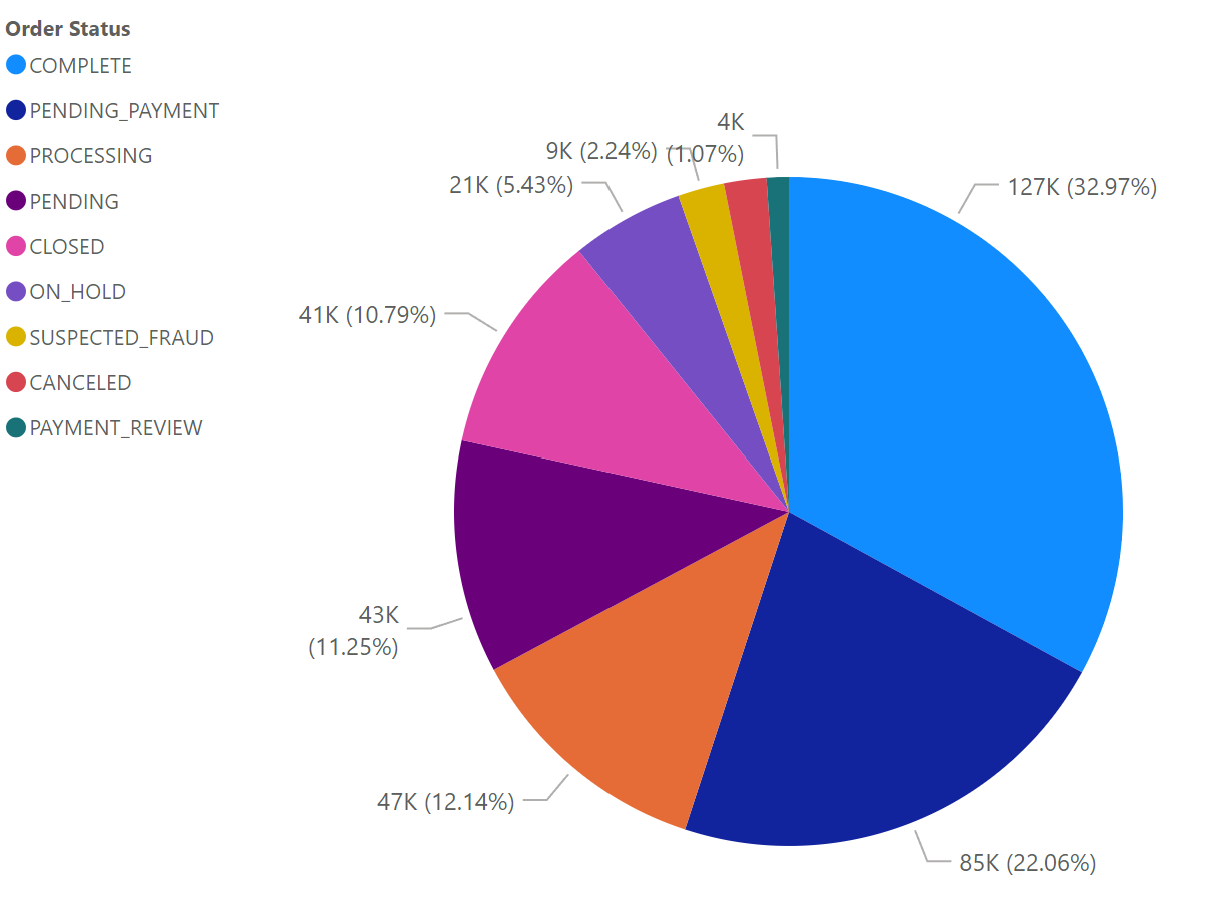 Order Status
COMPLETE
PENDING_PAYMENT
PROCESSING
PENDING
CLOSED
ON_HOLD
SUSPECTED_FRAUD
CANCELED
PAYMENT_REVIEW
4K
(1.07%)
9K (2.24%)
21K (5.43%)
127K (32.97%)
41K (10.79%)
43K
(11.25%)
47K (12.14%)
85K (22.06%)